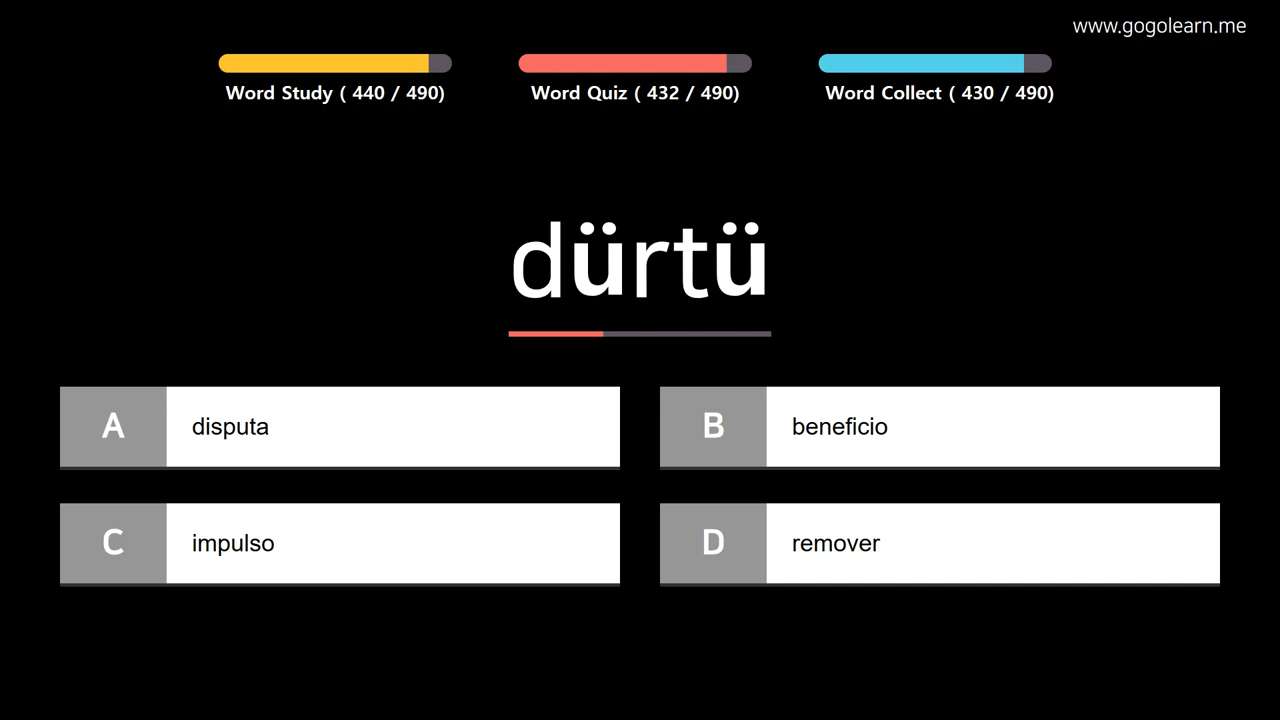 www.gogolearn.me
Word Study ( 440 / 490)
Word Quiz ( 432 / 490)
Word Collect ( 430 / 490)
dürtü
A disputa
B beneficio
C impulso
D remover